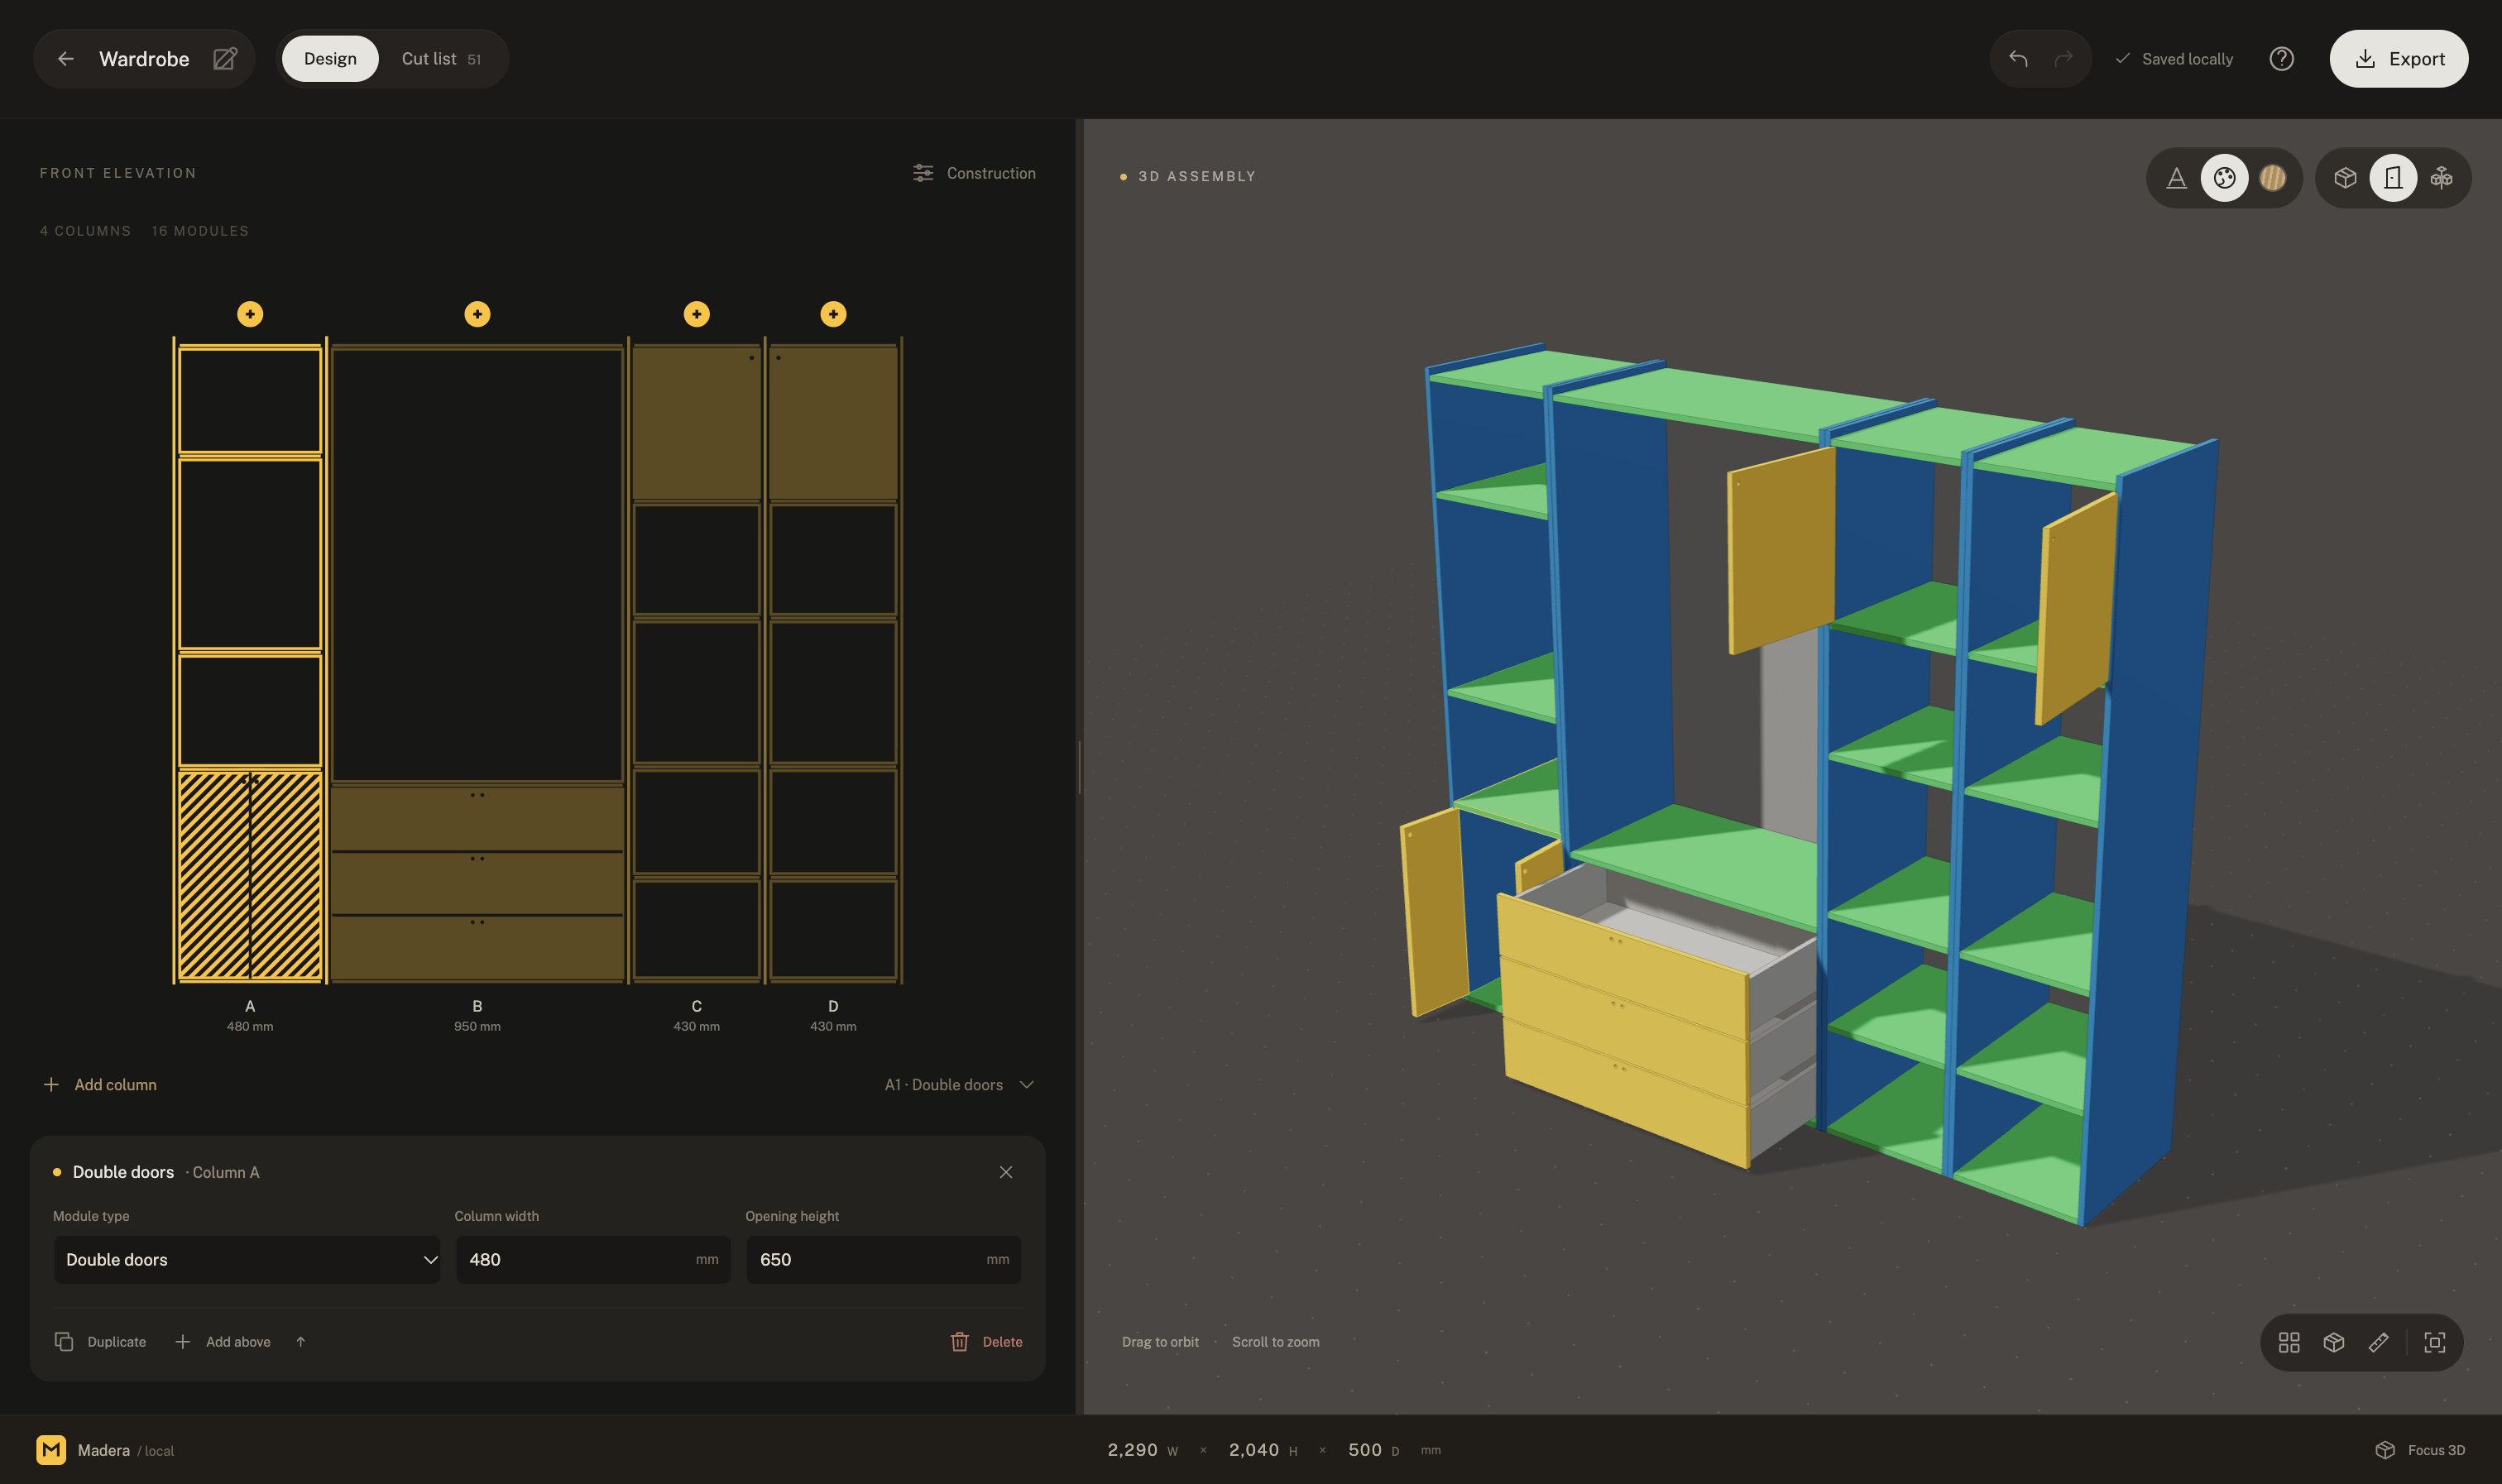 Wardrobe
Design
Cut list 51
Saved locally
Export
FRONT ELEVATION
Construction
4 COLUMNS 16 MODULES
3D ASSEMBLY
A
480 mm
B
950 mm
C
430 mm
D
430 mm
Add column
A1 · Double doors
Double doors · Column A
Module type
Column width
Opening height
Double doors
480 mm
650 mm
Duplicate
Add above
Delete
Drag to orbit · Scroll to zoom
M Madera / local
2,290 W × 2,040 H × 500 D mm
Focus 3D